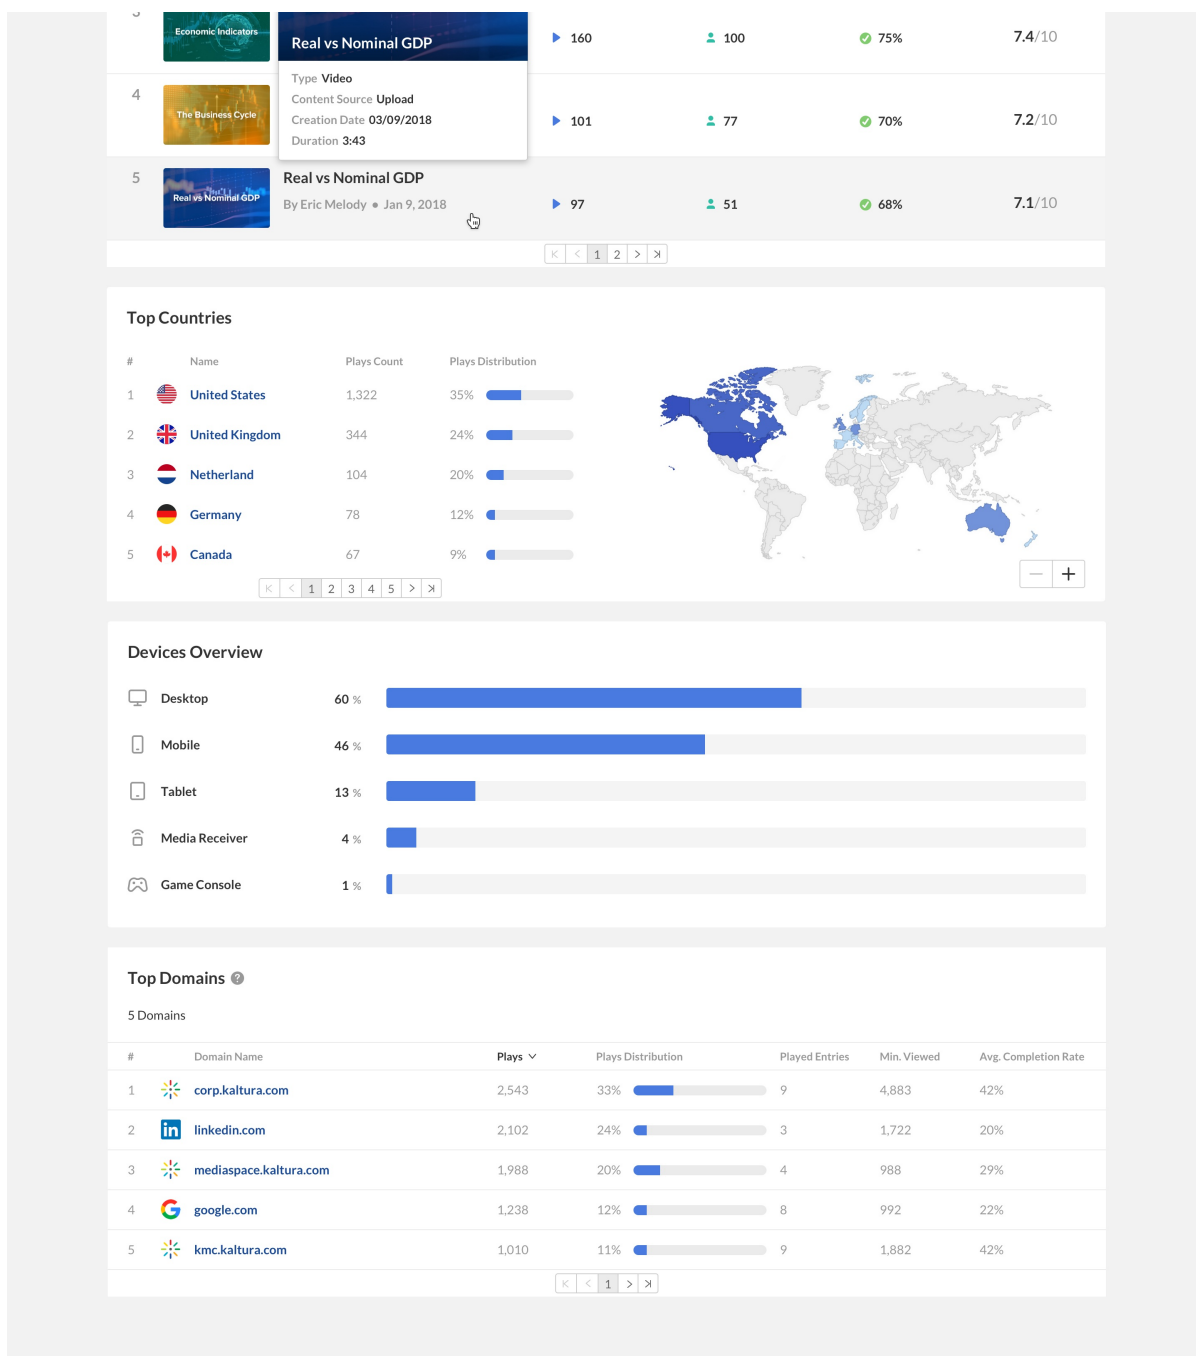 3
Economic Indicators
Real vs Nominal GDP
160
100
75%
7.4/10
Type Video
Content Source Upload
Creation Date 03/09/2018
Duration 3:43
4
The Business Cycle
101
77
70%
7.2/10
5
Real vs Nominal GDP
Real vs Nominal GDP
By Eric Melody • Jan 9, 2018
97
51
68%
7.1/10
1 2
Top Countries
# Name Plays Count Plays Distribution
1 United States 1,322 35%
2 United Kingdom 344 24%
3 Netherland 104 20%
4 Germany 78 12%
5 Canada 67 9%
1 2 3 4 5
Devices Overview
Desktop 60 %
Mobile 46 %
Tablet 13 %
Media Receiver 4 %
Game Console 1 %
Top Domains ?
5 Domains
# Domain Name Plays Plays Distribution Played Entries Min. Viewed Avg. Completion Rate
1 corp.kaltura.com 2,543 33% 9 4,883 42%
2 in linkedin.com 2,102 24% 3 1,722 20%
3 mediaspace.kaltura.com 1,988 20% 4 988 29%
4 G google.com 1,238 12% 8 992 22%
5 kmc.kaltura.com 1,010 11% 9 1,882 42%
1